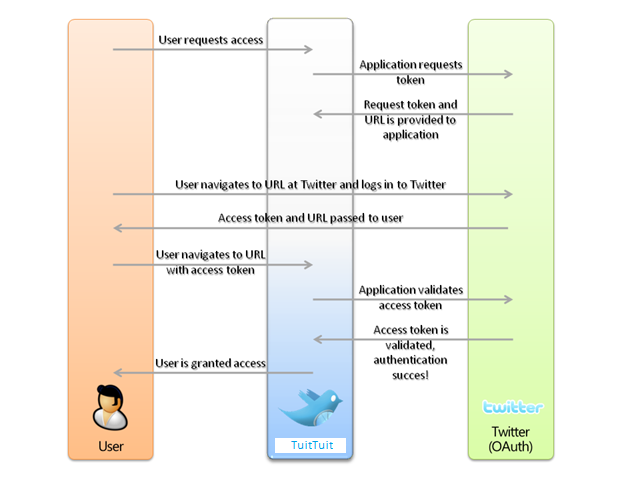 User requests access
Application requests
token
Request token and
URL is provided to
application
User navigates to URL at Twitter and logs in to Twitter
Access token and URL passed to user
User navigates to URL
with access token
Application validates
access token
Access token is
validated,
authentication
succes!
User is granted access
User
TuitTuit
twitter
Twitter
(OAuth)